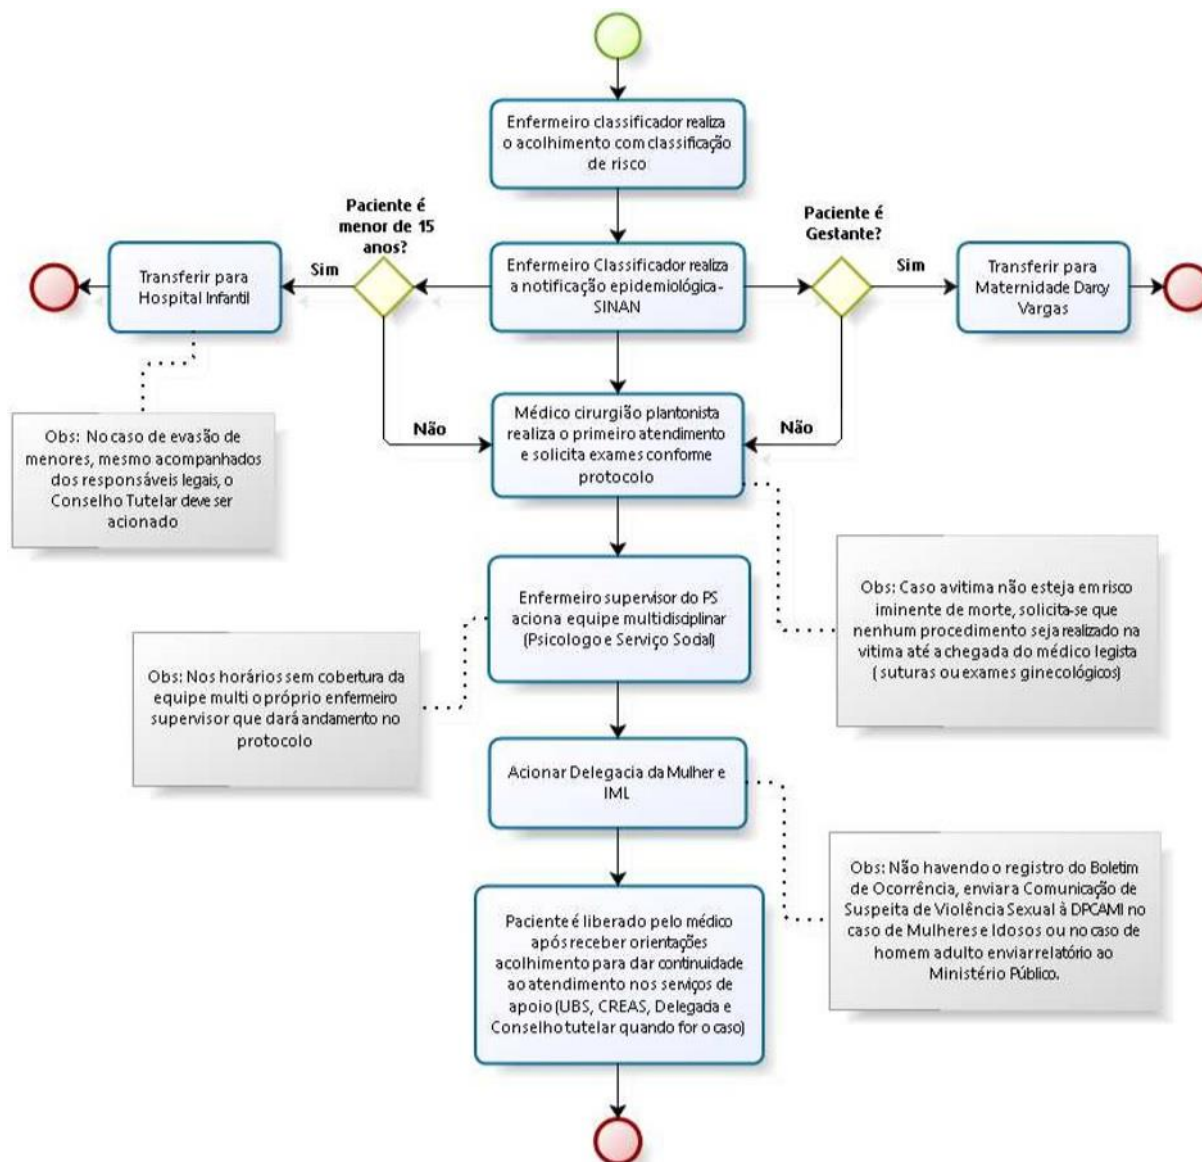 Enfermeiro classificador realiza
o acolhimento com classificação
de risco
Paciente é
menor de 15
anos?
Paciente é
Gestante?
Transferir para
Hospital Infantil
Sim
Enfermeiro Classificador realiza
a notificação epidemiológica-
SINAN
Sim
Transferir para
Maternidade Darcy
Vargas
Obs: No caso de evasão de
menores, mesmo acompanhados
dos responsáveis legais, o
Conselho Tutelar deve ser
acionado
Não
Médico cirurgião plantonista
realiza o primeiro atendimento
e solicita exames conforme
protocolo
Não
Obs: Caso avitima não esteja em risco
iminente de morte, solicita-se que
nenhum procedimento seja realizado na
vitima até a chegada do médico legista
( suturas ou exames ginecológicos)
Enfermeiro supervisor do PS
aciona equipe multidisciplinar
(Psicologo e Serviço Social)
Obs: Nos horários sem cobertura da
equipe multi o próprio enfermeiro
supervisor que dará andamento no
protocolo
Acionar Delegacia da Mulher e
IML
Obs: Não havendo o registro do Boletim
de Ocorrência, enviar a Comunicação de
Suspeita de Violência Sexual à DPCAMI no
caso de Mulheres e Idosos ou no caso de
homem adulto enviar relatório ao
Ministério Público.
Paciente é liberado pelo médico
após receber orientações
acolhimento para dar continuidade
ao atendimento nos serviços de
apoio (UBS, CREAS, Delegacia e
Conselho tutelar quando for o caso)